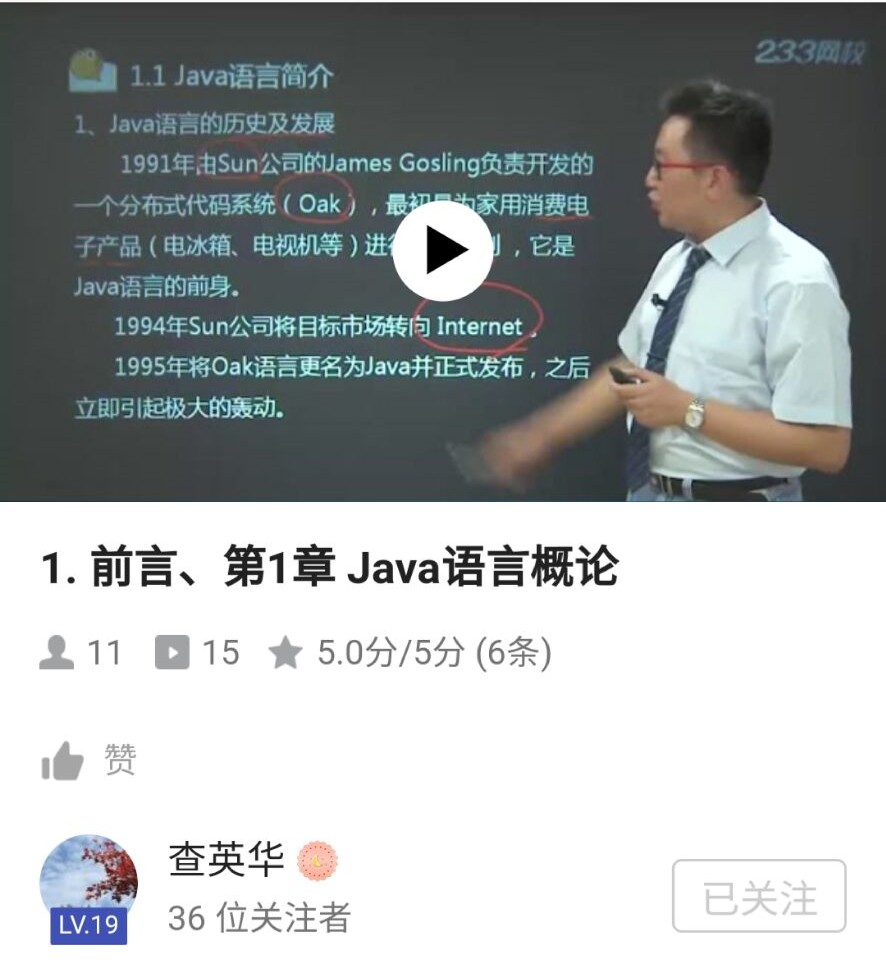 233网校
1.1 Java语言简介
1、Java语言的历史及发展
1991年由Sun公司的James Gosling负责开发的
一个分布式代码系统（Oak），最初是为家用消费电
子产品（电冰箱、电视机等）进行，它是
Java语言的前身。
1994年Sun公司将目标市场转向 Internet 。
1995年将Oak语言更名为Java并正式发布，之后
立即引起极大的轰动。
1. 前言、第1章 Java语言概论
11 15 5.0分/5分 (6条)
赞
查英华
LV.19
36 位关注者
已关注